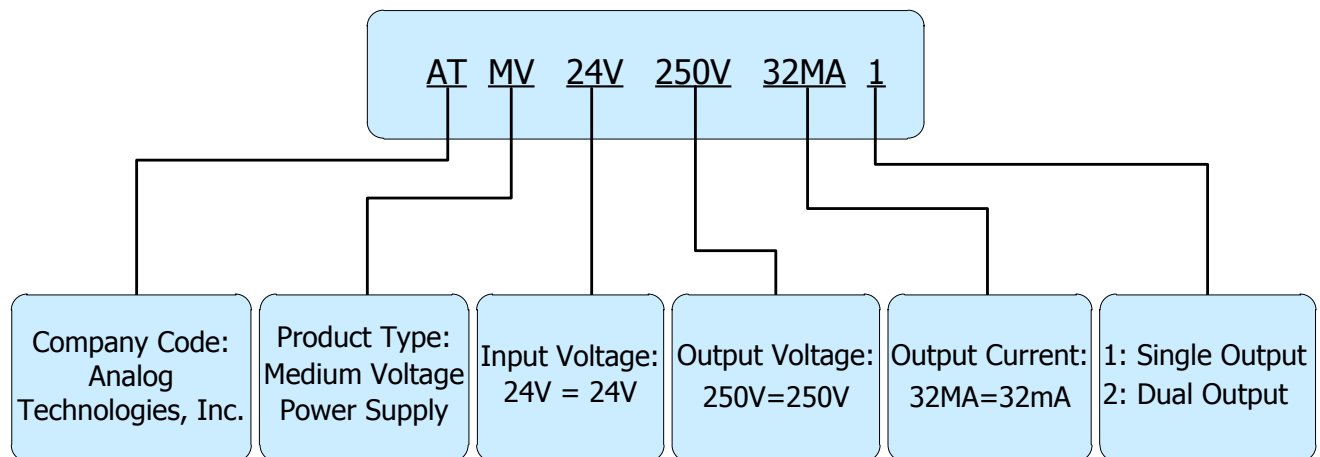 AT MV 24V 250V 32MA 1
Company Code:
Analog
Technologies, Inc.
Product Type:
Medium Voltage
Power Supply
Input Voltage:
24V = 24V
Output Voltage:
250V=250V
Output Current:
32MA=32mA
1: Single Output
2: Dual Output